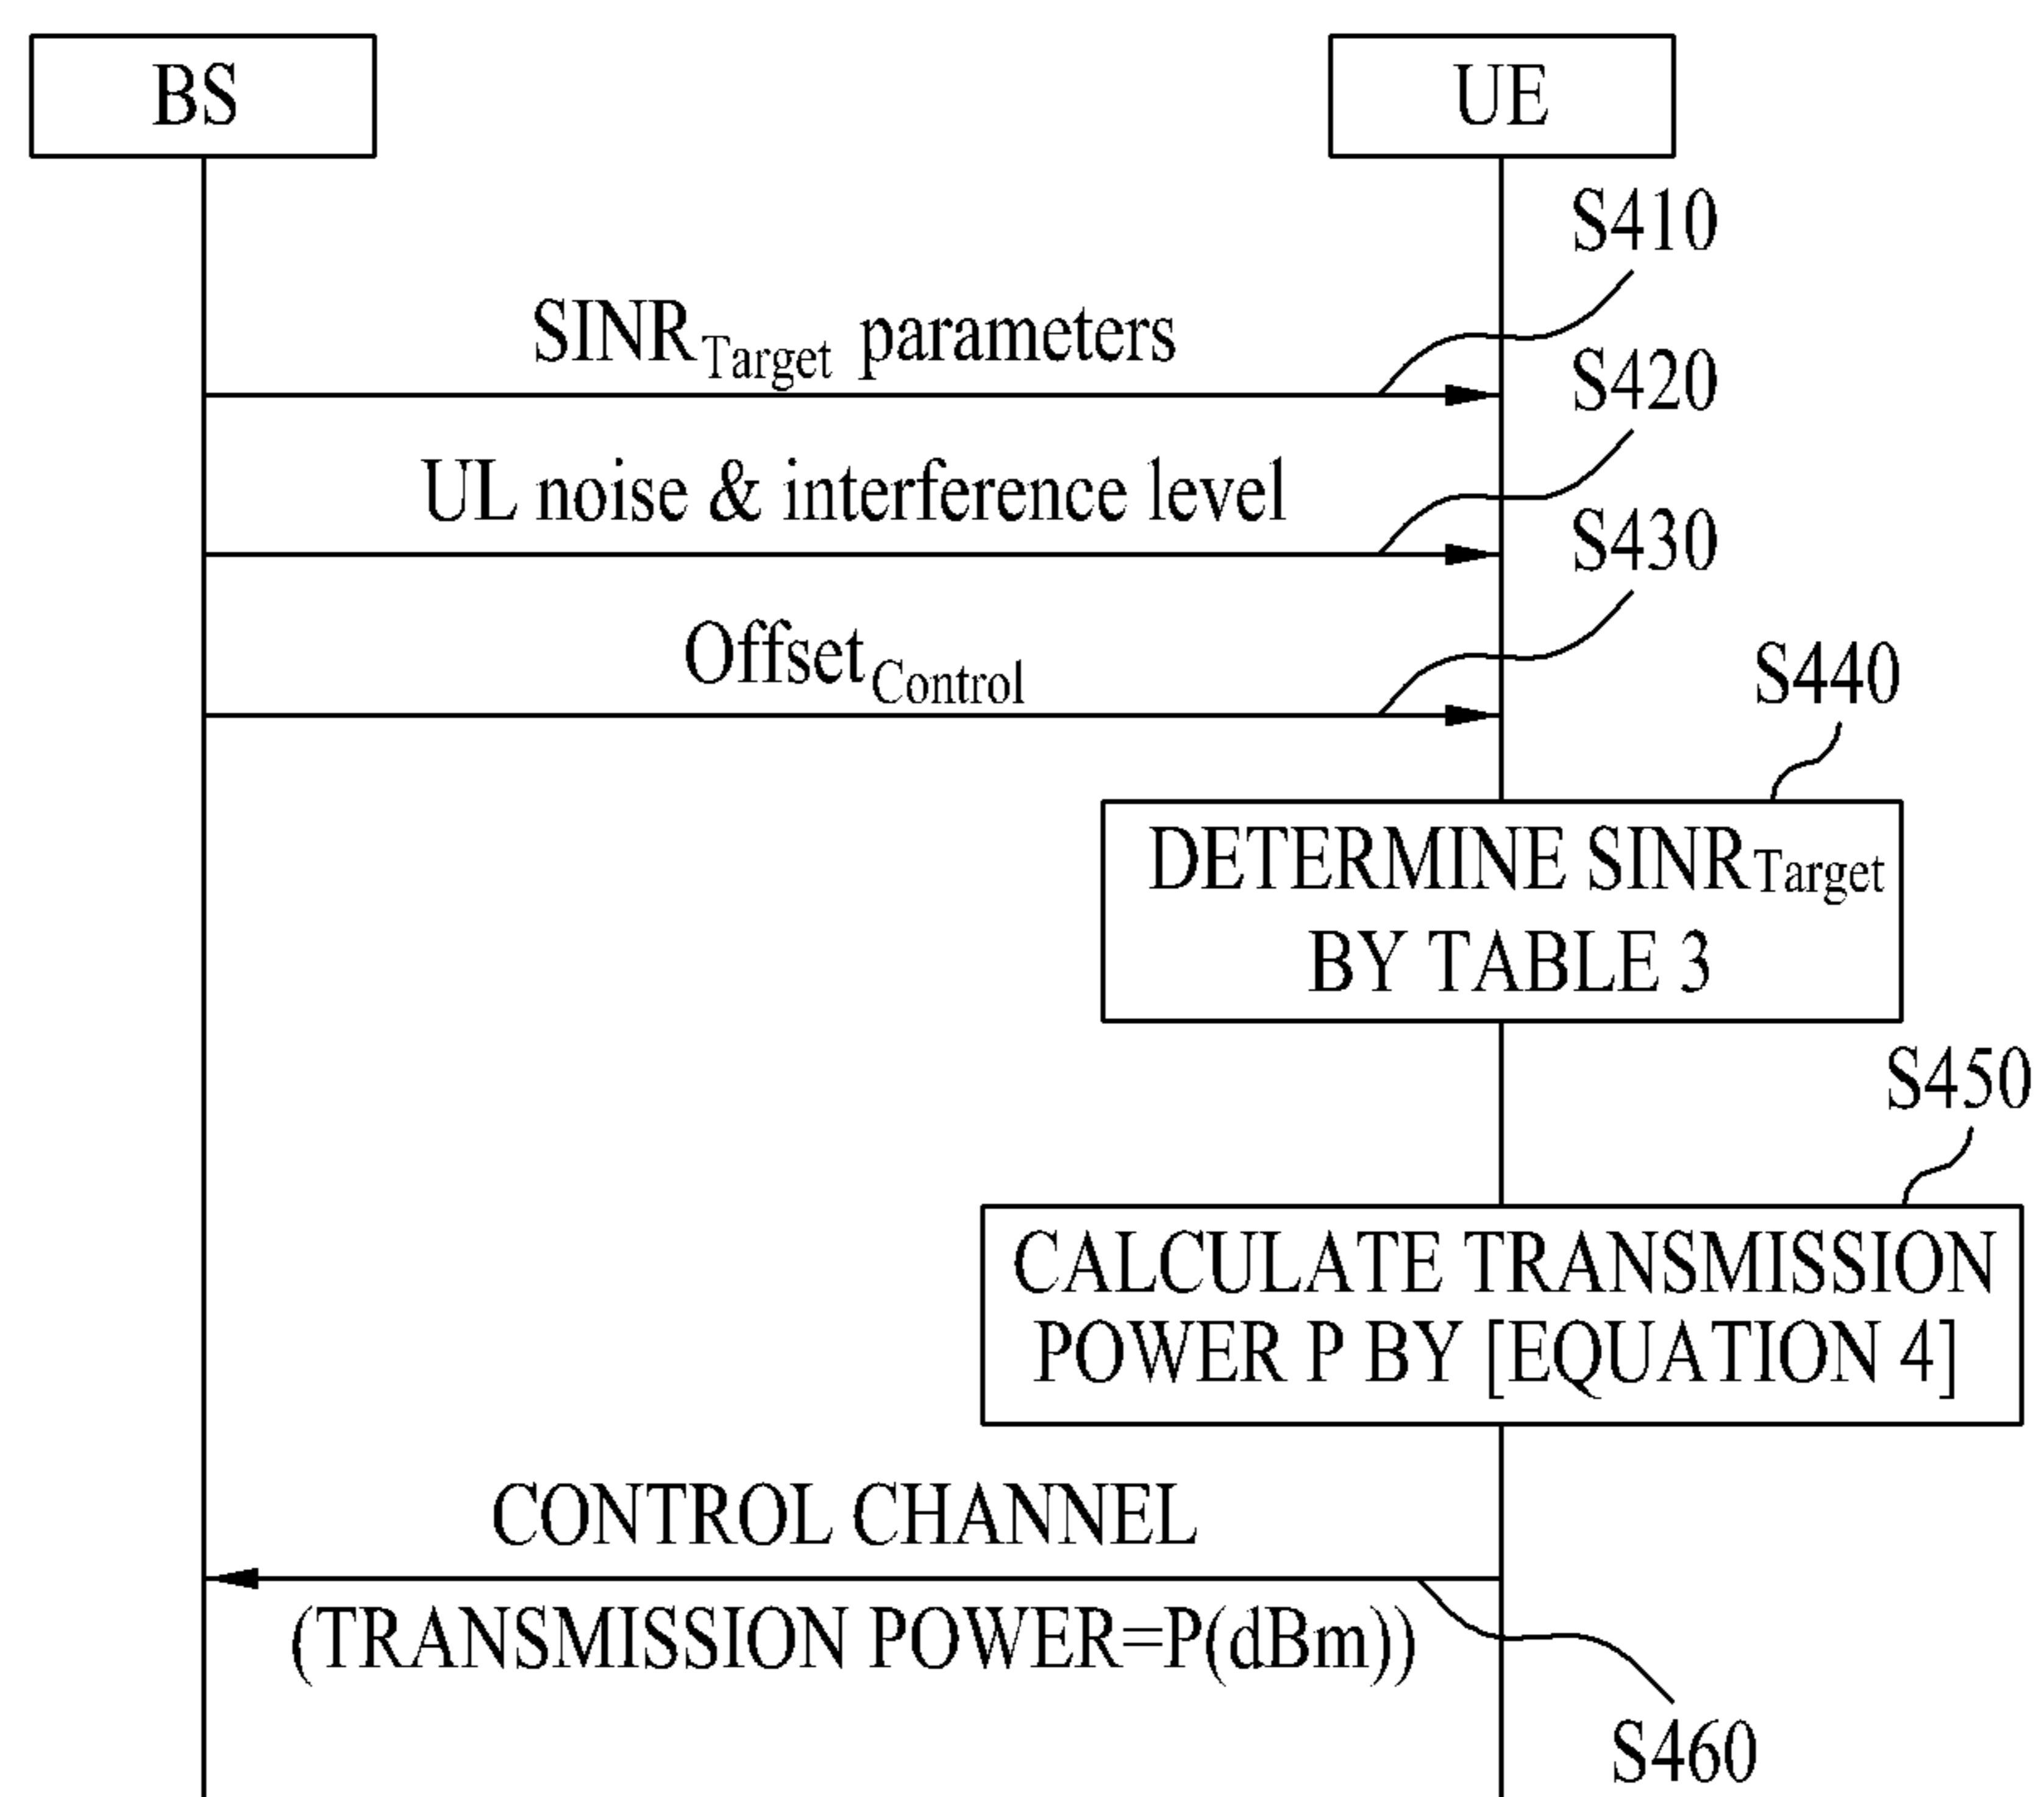 BS
UE
S410
SINRTarget parameters
S420
UL noise & interference level
S430
OffsetControl
S440
DETERMINE SINRTarget
BY TABLE 3
S450
CALCULATE TRANSMISSION
POWER P BY [EQUATION 4]
CONTROL CHANNEL
(TRANSMISSION POWER=P(dBm))
S460